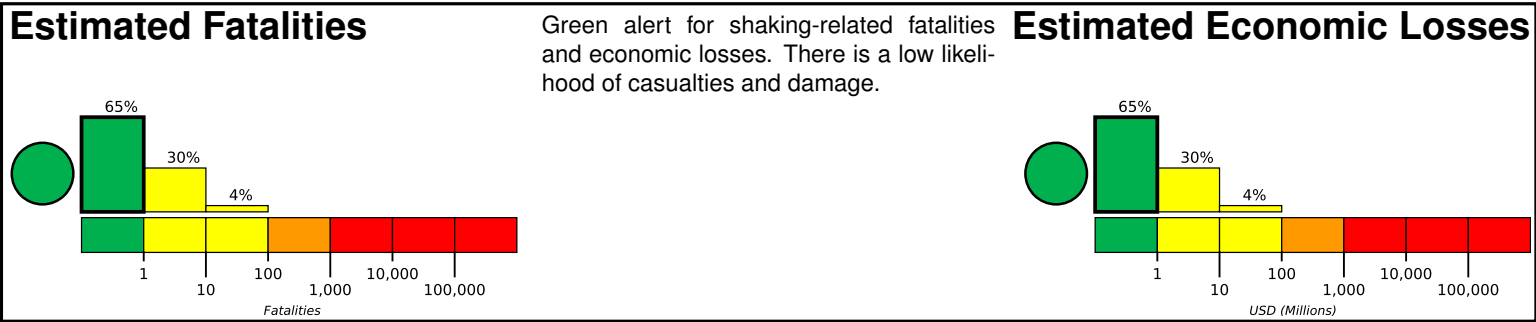 Estimated Fatalities
65%
30%
4%
1
10
100
1,000
10,000
100,000
Fatalities
Green alert for shaking-related fatalities
and economic losses. There is a low likeli-
hood of casualties and damage.
Estimated Economic Losses
65%
30%
4%
1
10
100
1,000
10,000
100,000
USD (Millions)